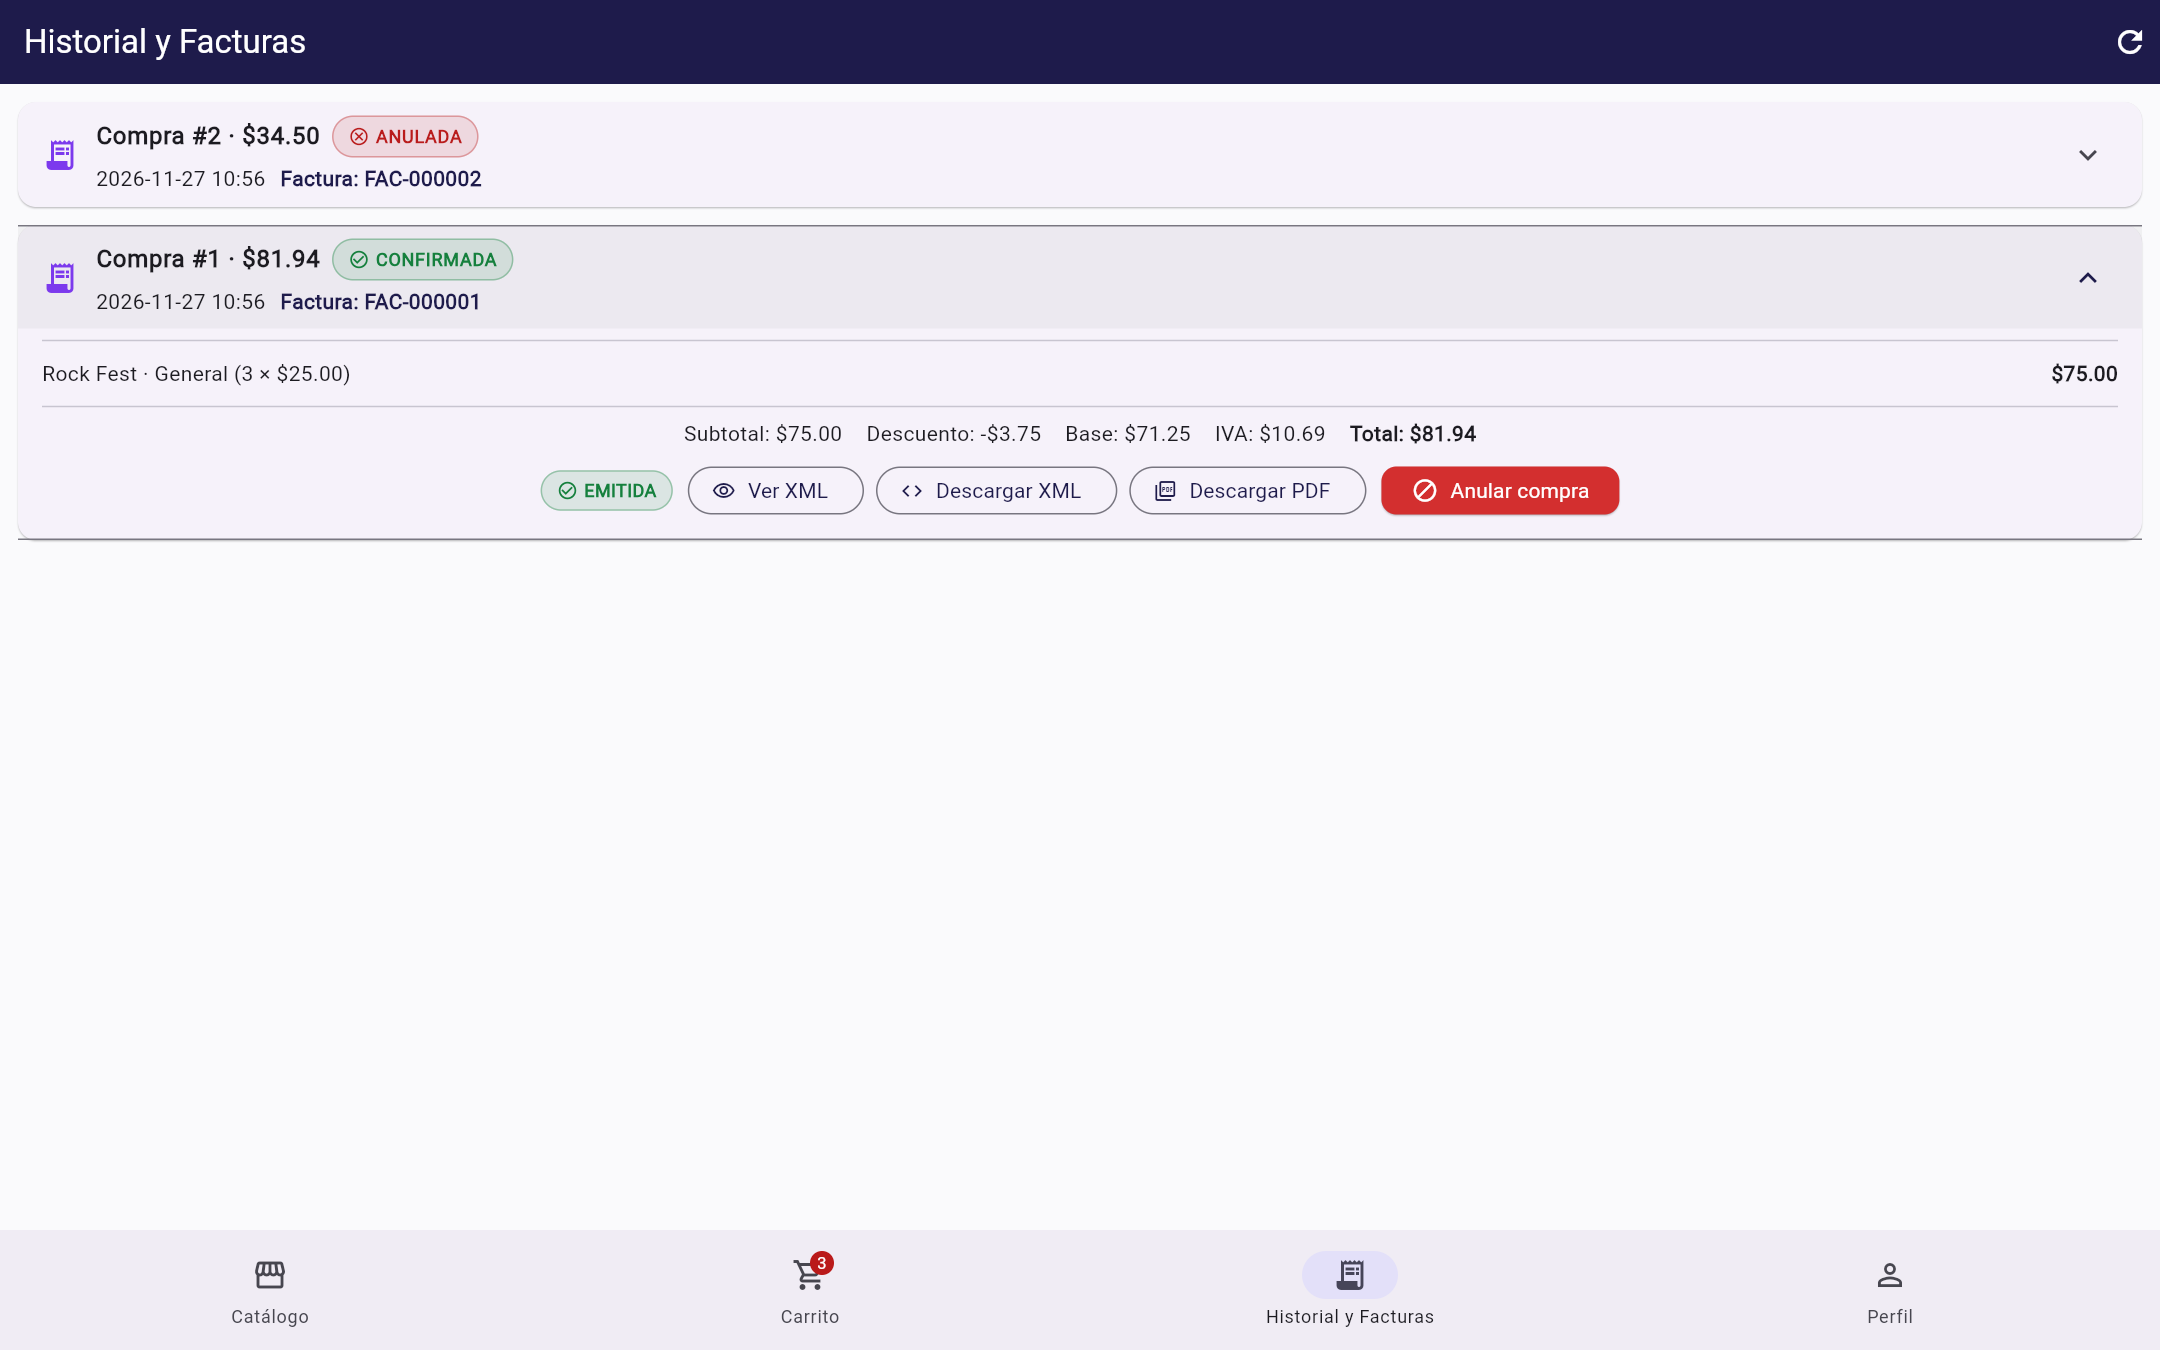 Historial y Facturas
Compra #2 · $34.50 ANULADA
2026-11-27 10:56 Factura: FAC-000002
Compra #1 · $81.94 CONFIRMADA
2026-11-27 10:56 Factura: FAC-000001
Rock Fest · General (3 × $25.00) $75.00
Subtotal: $75.00 Descuento: -$3.75 Base: $71.25 IVA: $10.69 Total: $81.94
EMITIDA Ver XML Descargar XML PDF Descargar PDF Anular compra
3
Catálogo Carrito Historial y Facturas Perfil